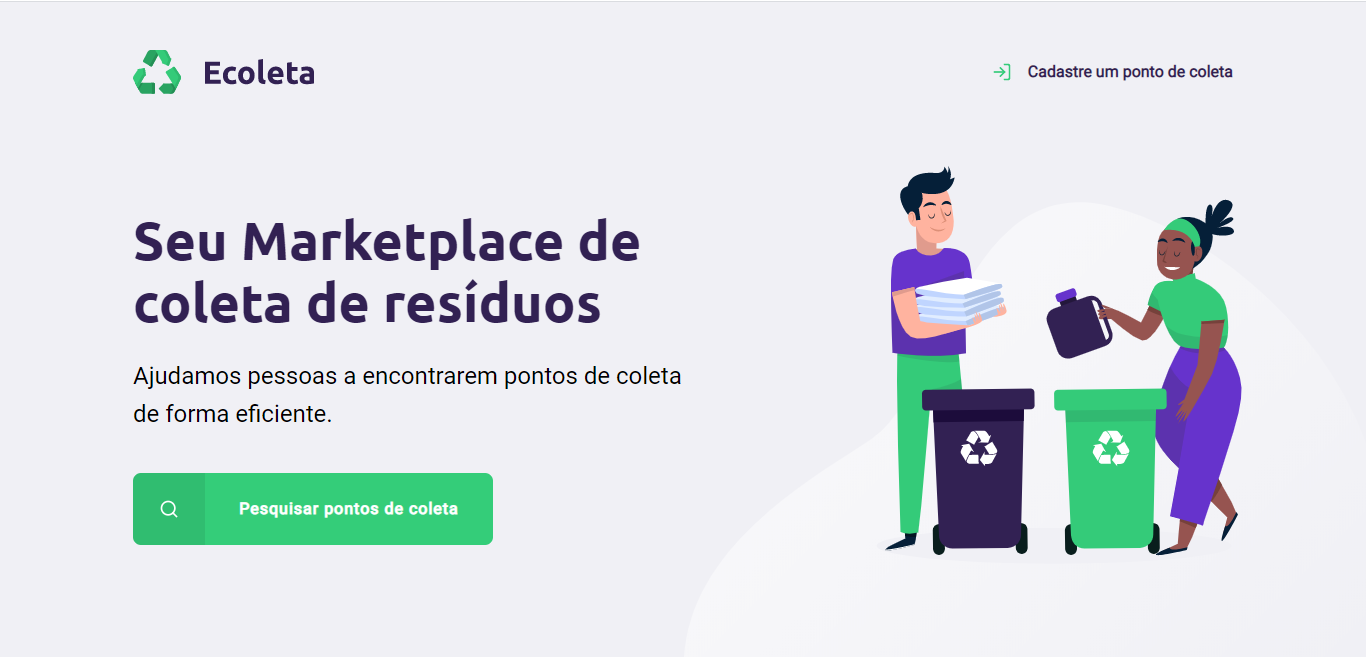 Ecoleta
Cadastre um ponto de coleta
Seu Marketplace de
coleta de resíduos
Ajudamos pessoas a encontrarem pontos de coleta
de forma eficiente.
Pesquisar pontos de coleta